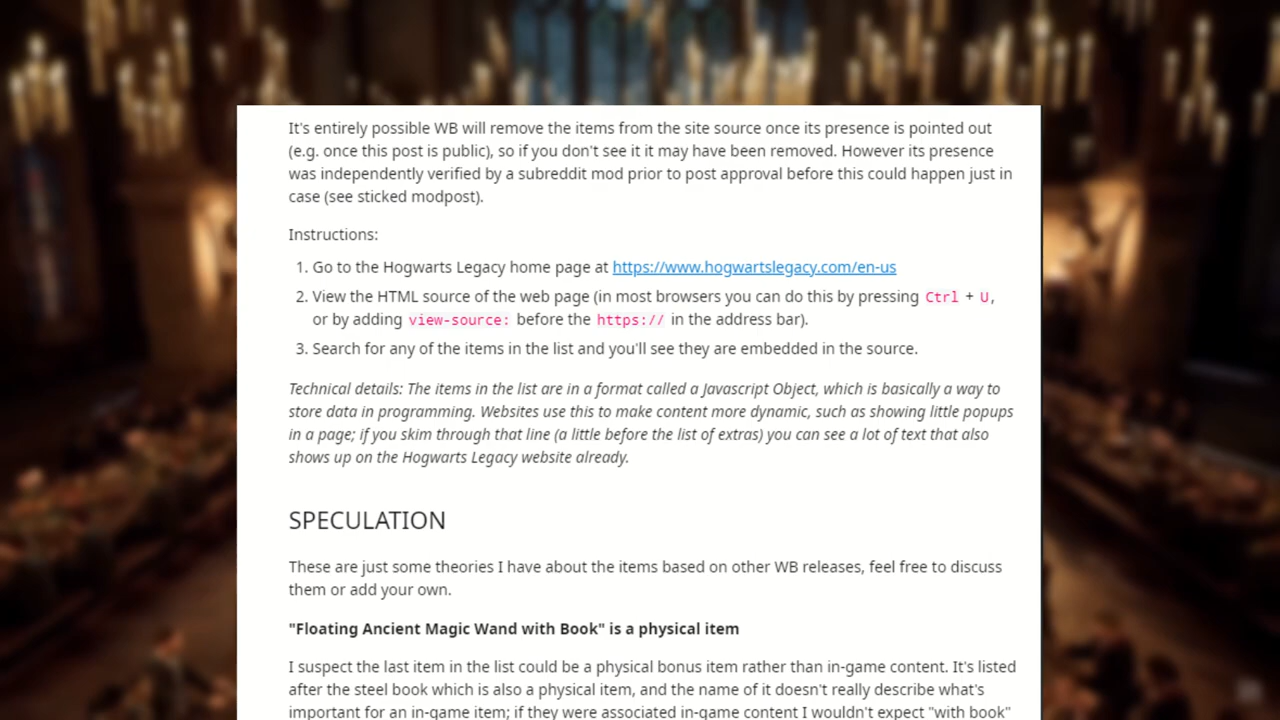 It's entirely possible WB will remove the items from the site source once its presence is pointed out
(e.g. once this post is public), so if you don't see it it may have been removed. However its presence
was independently verified by a subreddit mod prior to post approval before this could happen just in
case (see sticked modpost).
Instructions:
1. Go to the Hogwarts Legacy home page at https://www.hogwartslegacy.com/en-us
2. View the HTML source of the web page (in most browsers you can do this by pressing Ctrl + U,
or by adding view-source: before the https:// in the address bar).
3. Search for any of the items in the list and you'll see they are embedded in the source.
Technical details: The items in the list are in a format called a Javascript Object, which is basically a way to
store data in programming. Websites use this to make content more dynamic, such as showing little popups
in a page; if you skim through that line (a little before the list of extras) you can see a lot of text that also
shows up on the Hogwarts Legacy website already.
SPECULATION
These are just some theories I have about the items based on other WB releases, feel free to discuss
them or add your own.
"Floating Ancient Magic Wand with Book" is a physical item
I suspect the last item in the list could be a physical bonus item rather than in-game content. It's listed
after the steel book which is also a physical item, and the name of it doesn't really describe what's
important for an in-game item; if they were associated in-game content I wouldn't expect "with book"